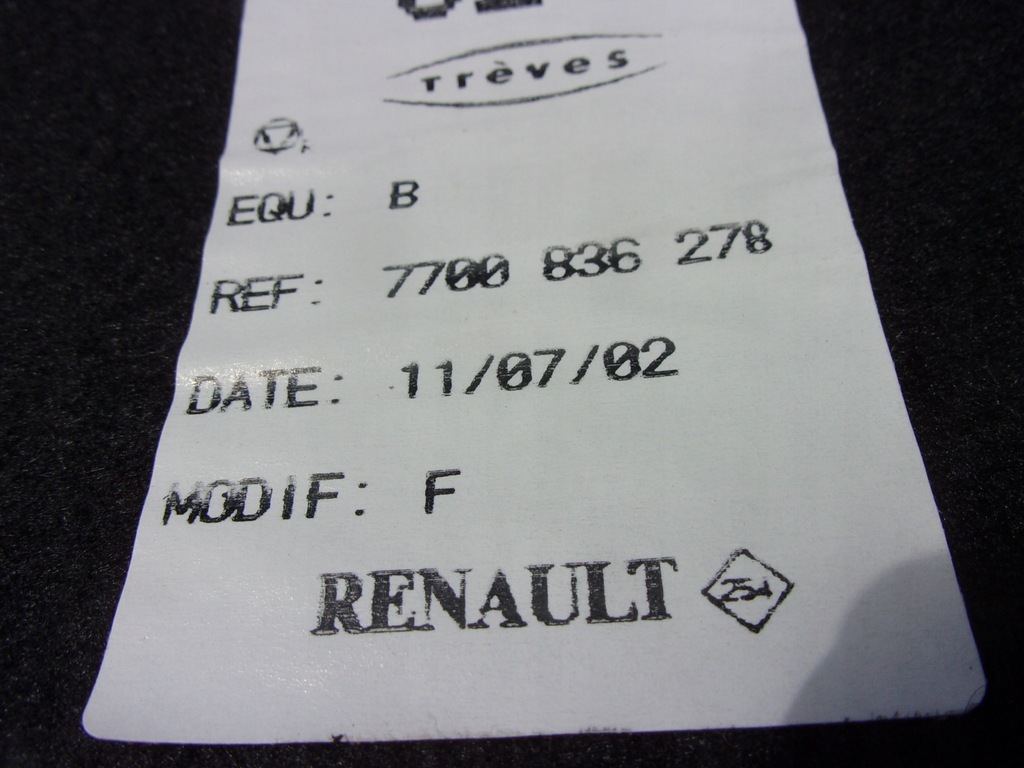 Trèves
EQU: B
REF: 7700 836 278
DATE: 11/07/02
MODIF: F
RENAULT